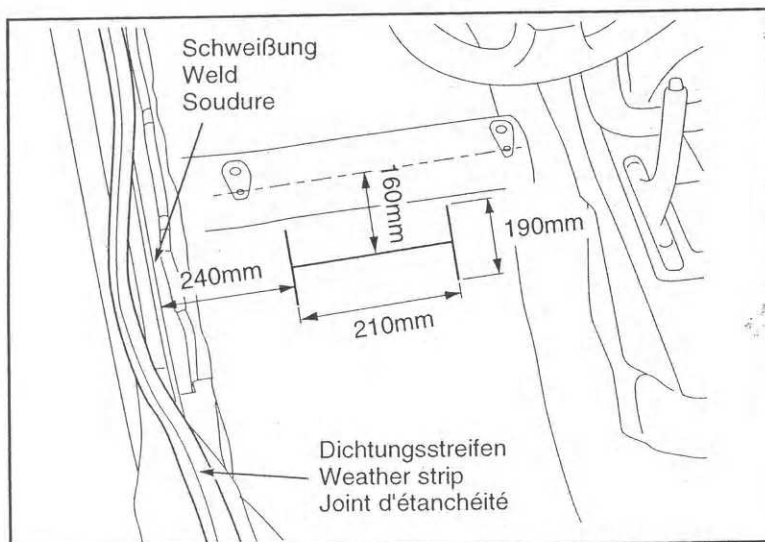 Schweißung
Weld
Soudure
160mm
190mm
240mm
210mm
Dichtungsstreifen
Weather strip
Joint d'étanchéité